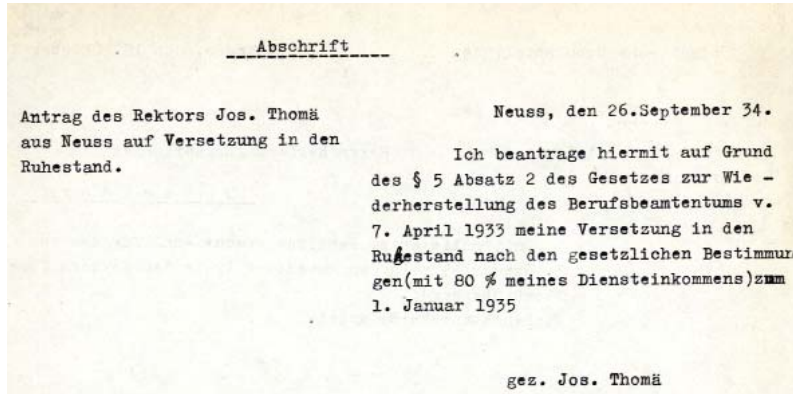 Abschrift
Antrag des Rektors Jos. Thomä
aus Neuss auf Versetzung in den
Ruhestand.
Neuss, den 26.September 34.
Ich beantrage hiermit auf Grund
des § 5 Absatz 2 des Gesetzes zur Wie -
derherstellung des Berufsbeamtentums v.
7. April 1933 meine Versetzung in den
Ruhestand nach den gesetzlichen Bestimmun
gen(mit 80 % meines Diensteinkommens)zum
1. Januar 1935
gez. Jos. Thomä